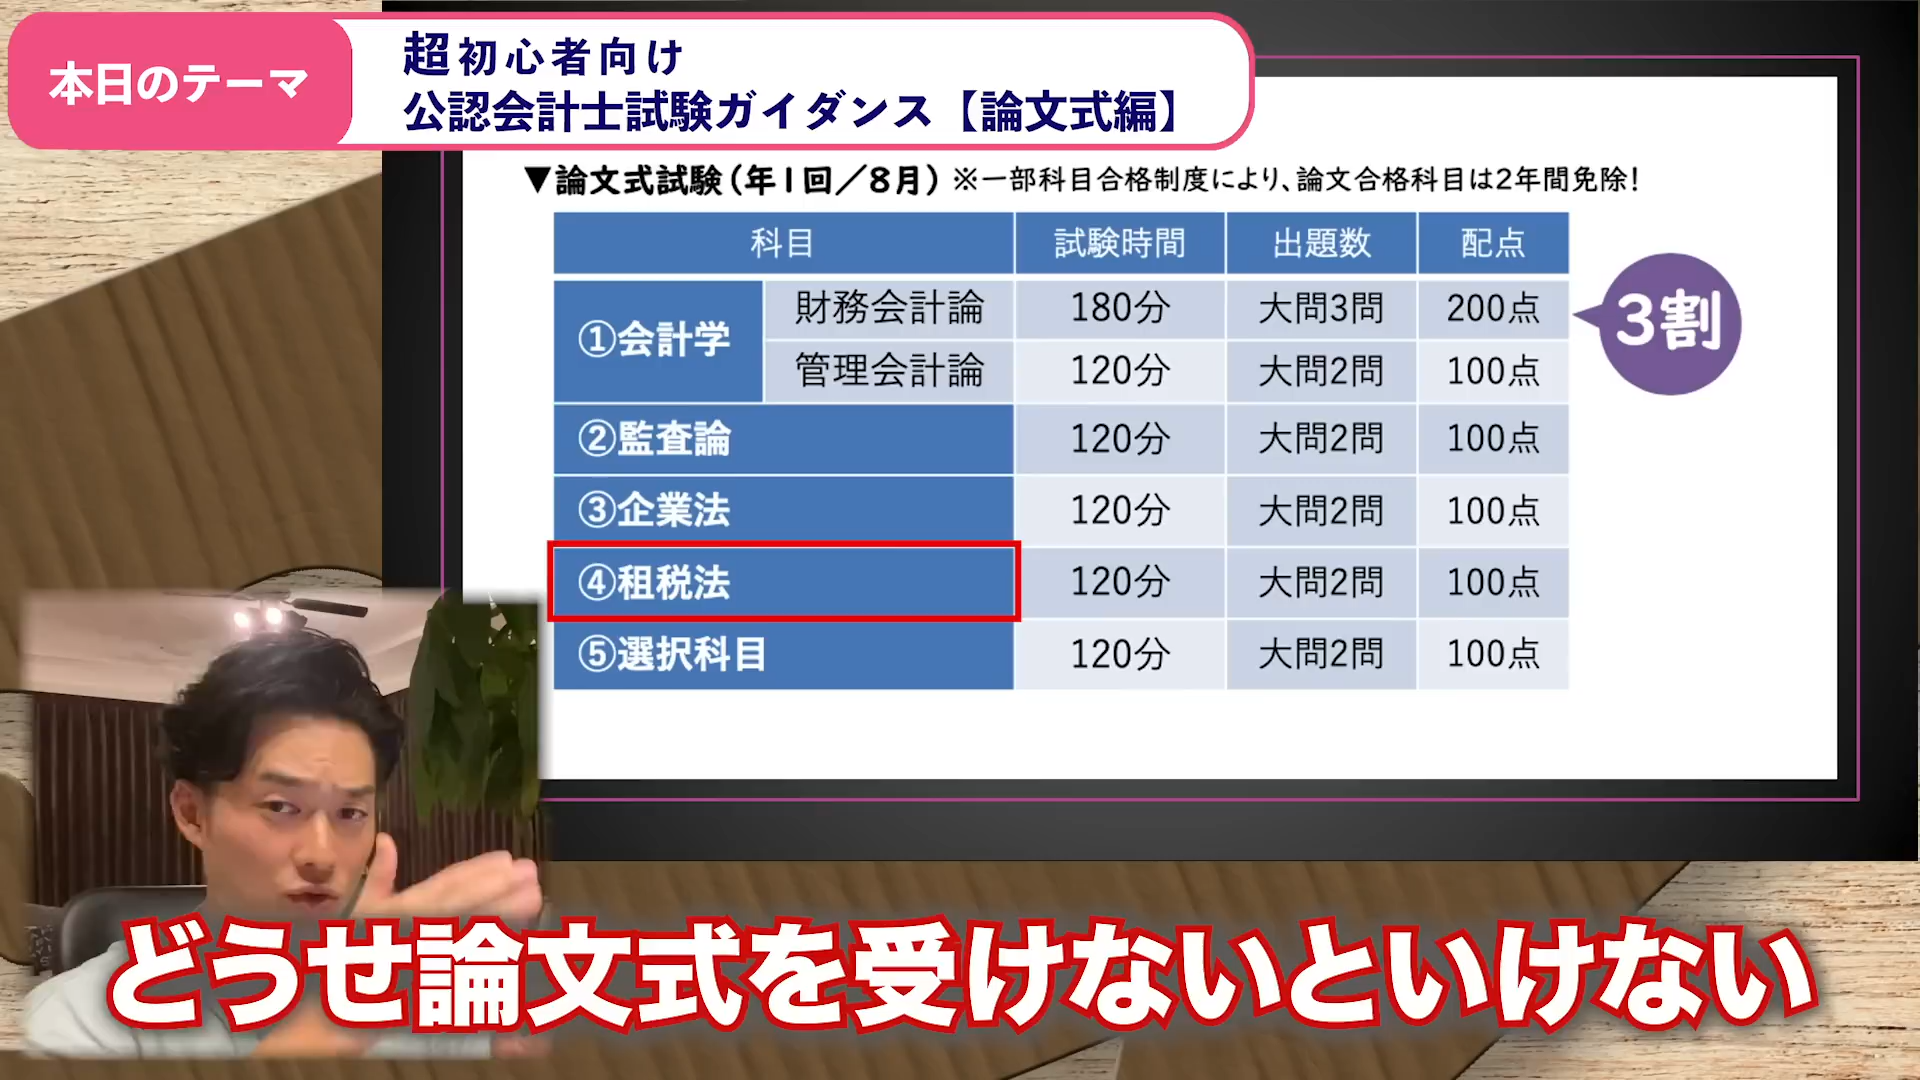 本日のテーマ
超初心者向け
公認会計士試験ガイダンス【論文式編】
▼論文式試験(年1回/8月) ※一部科目合格制度により、論文合格科目は2年間免除!
科目 試験時間 出題数 配点
①会計学 財務会計論 180分 大問3問 200点
3割
管理会計論 120分 大問2問 100点
②監査論 120分 大問2問 100点
③企業法 120分 大問2問 100点
④租税法 120分 大問2問 100点
⑤選択科目 120分 大問2問 100点
どうせ論文式を受けないといけない